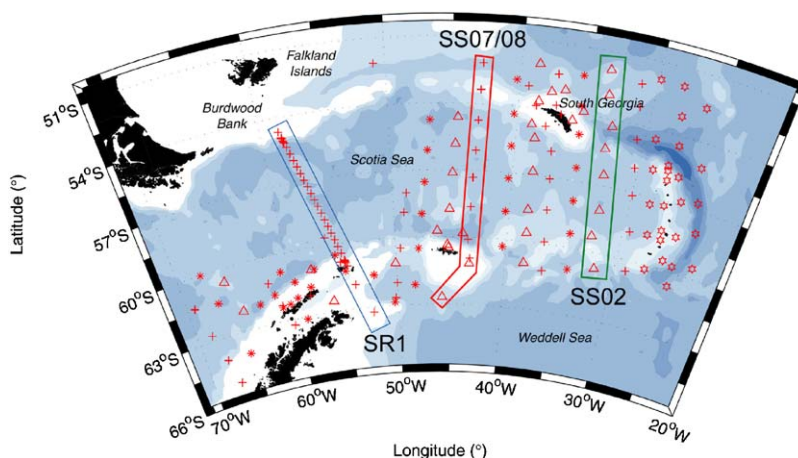 SS07/08
Falkland
Islands
51°S
Burdwood
Bank
South Georgia
54°S
Scotia Sea
Latitude (°)
57°S
60°S
SS02
Weddell Sea
SR1
63°S
66°S
70°W
60°W
50°W
40°W
30°W
20°W
Longitude (°)